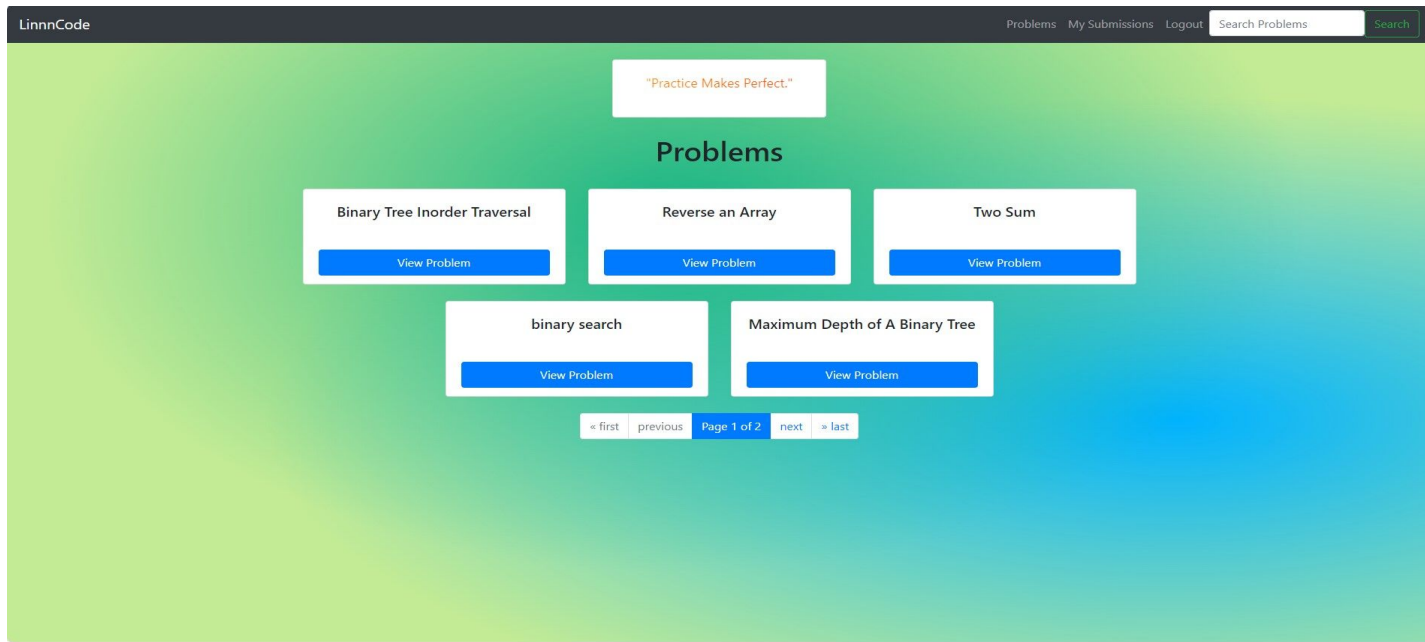 LinnnCode
Problems My Submissions Logout Search Problems Search
"Practice Makes Perfect."
Problems
Binary Tree Inorder Traversal
View Problem
Reverse an Array
View Problem
Two Sum
View Problem
binary search
View Problem
Maximum Depth of A Binary Tree
View Problem
« first previous Page 1 of 2 next » last